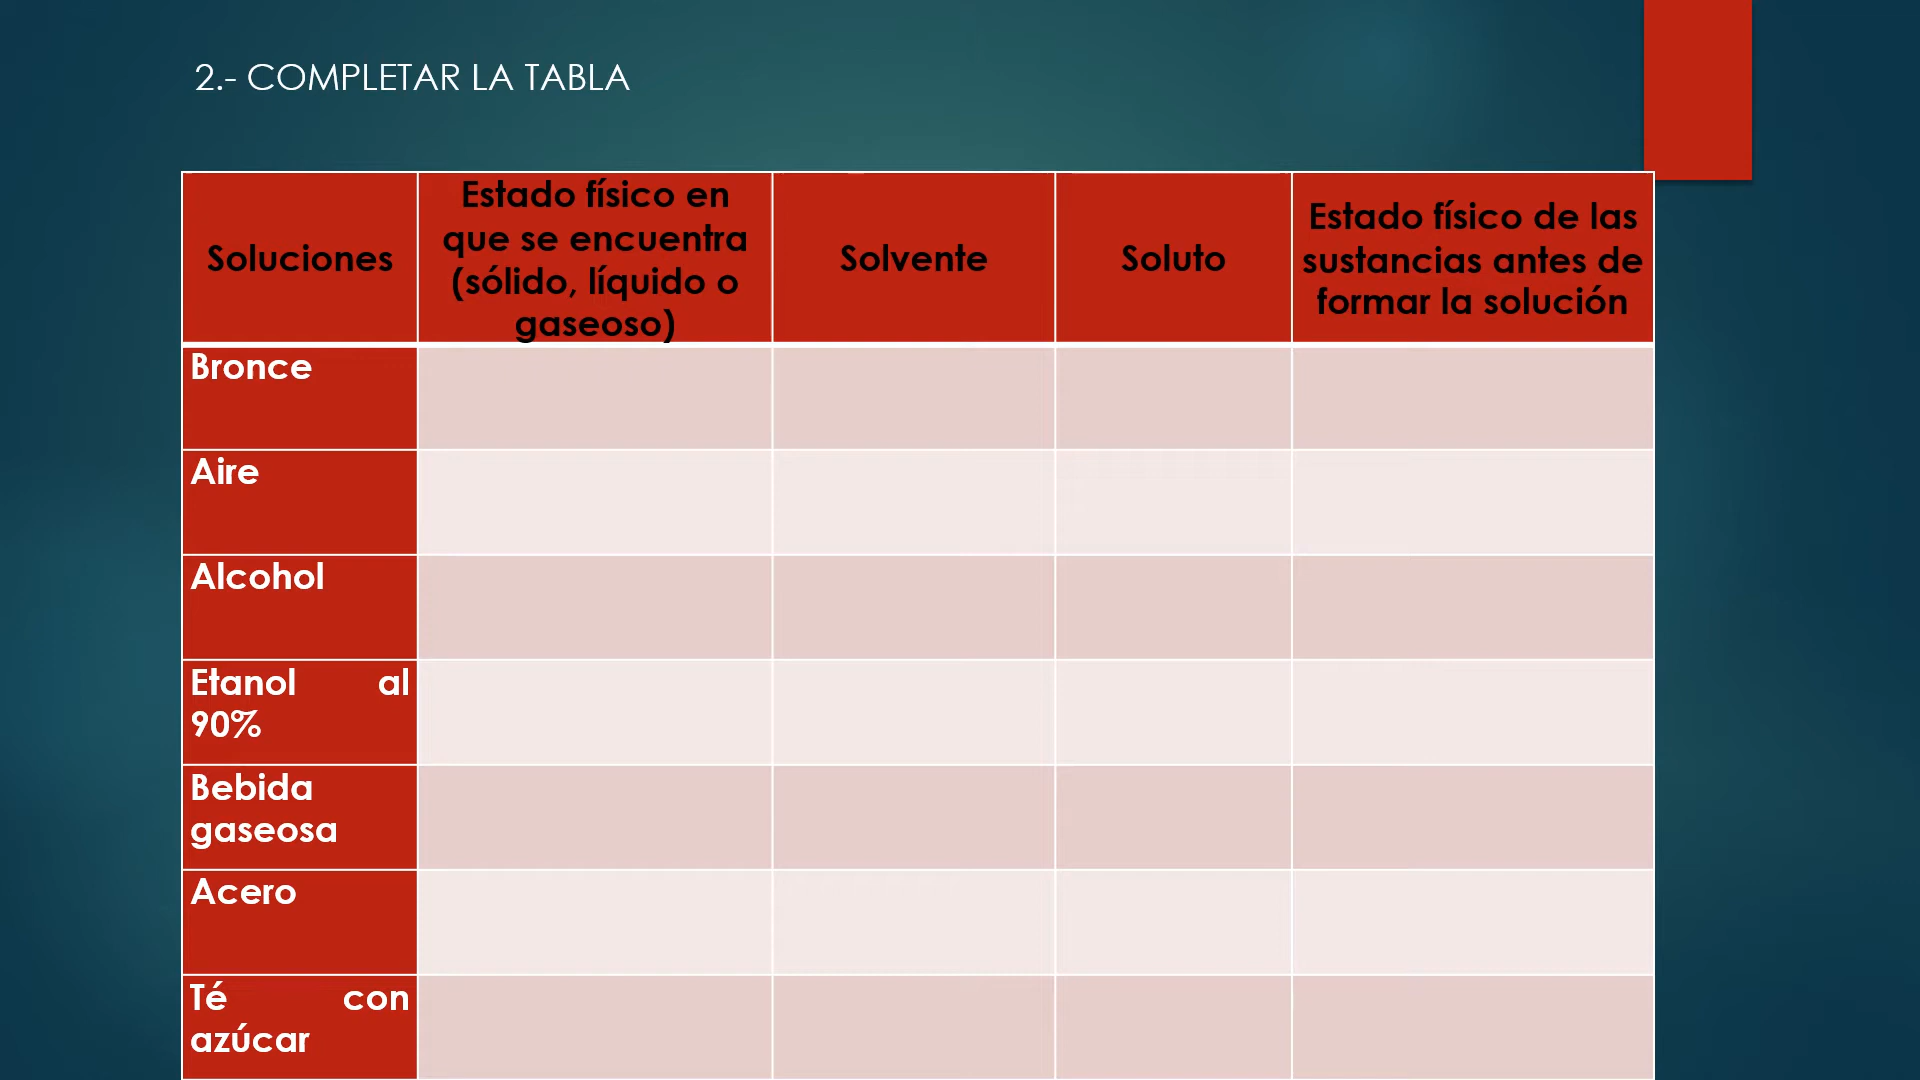 2.- COMPLETAR LA TABLA
Soluciones
Estado físico en
que se encuentra
(sólido, líquido o
gaseoso)
Solvente
Soluto
Estado físico de las
sustancias antes de
formar la solución
Bronce
Aire
Alcohol
Etanol al
90%
Bebida
gaseosa
Acero
Té con
azúcar